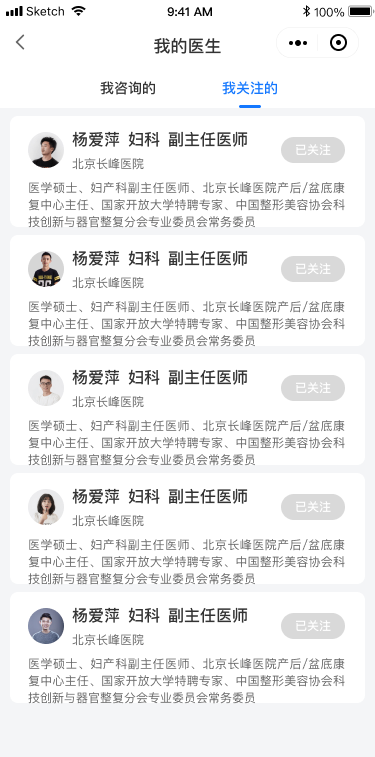 Sketch 9:41 AM 100%
我的医生
我咨询的 我关注的
杨爱萍 妇科 副主任医师
已关注
北京长峰医院
医学硕士、妇产科副主任医师、北京长峰医院产后/盆底康
复中心主任、国家开放大学特聘专家、中国整形美容协会科
技创新与器官整复分会专业委员会常务委员
杨爱萍 妇科 副主任医师
已关注
北京长峰医院
医学硕士、妇产科副主任医师、北京长峰医院产后/盆底康
复中心主任、国家开放大学特聘专家、中国整形美容协会科
技创新与器官整复分会专业委员会常务委员
杨爱萍 妇科 副主任医师
已关注
北京长峰医院
医学硕士、妇产科副主任医师、北京长峰医院产后/盆底康
复中心主任、国家开放大学特聘专家、中国整形美容协会科
技创新与器官整复分会专业委员会常务委员
杨爱萍 妇科 副主任医师
已关注
北京长峰医院
医学硕士、妇产科副主任医师、北京长峰医院产后/盆底康
复中心主任、国家开放大学特聘专家、中国整形美容协会科
技创新与器官整复分会专业委员会常务委员
杨爱萍 妇科 副主任医师
已关注
北京长峰医院
医学硕士、妇产科副主任医师、北京长峰医院产后/盆底康
复中心主任、国家开放大学特聘专家、中国整形美容协会科
技创新与器官整复分会专业委员会常务委员